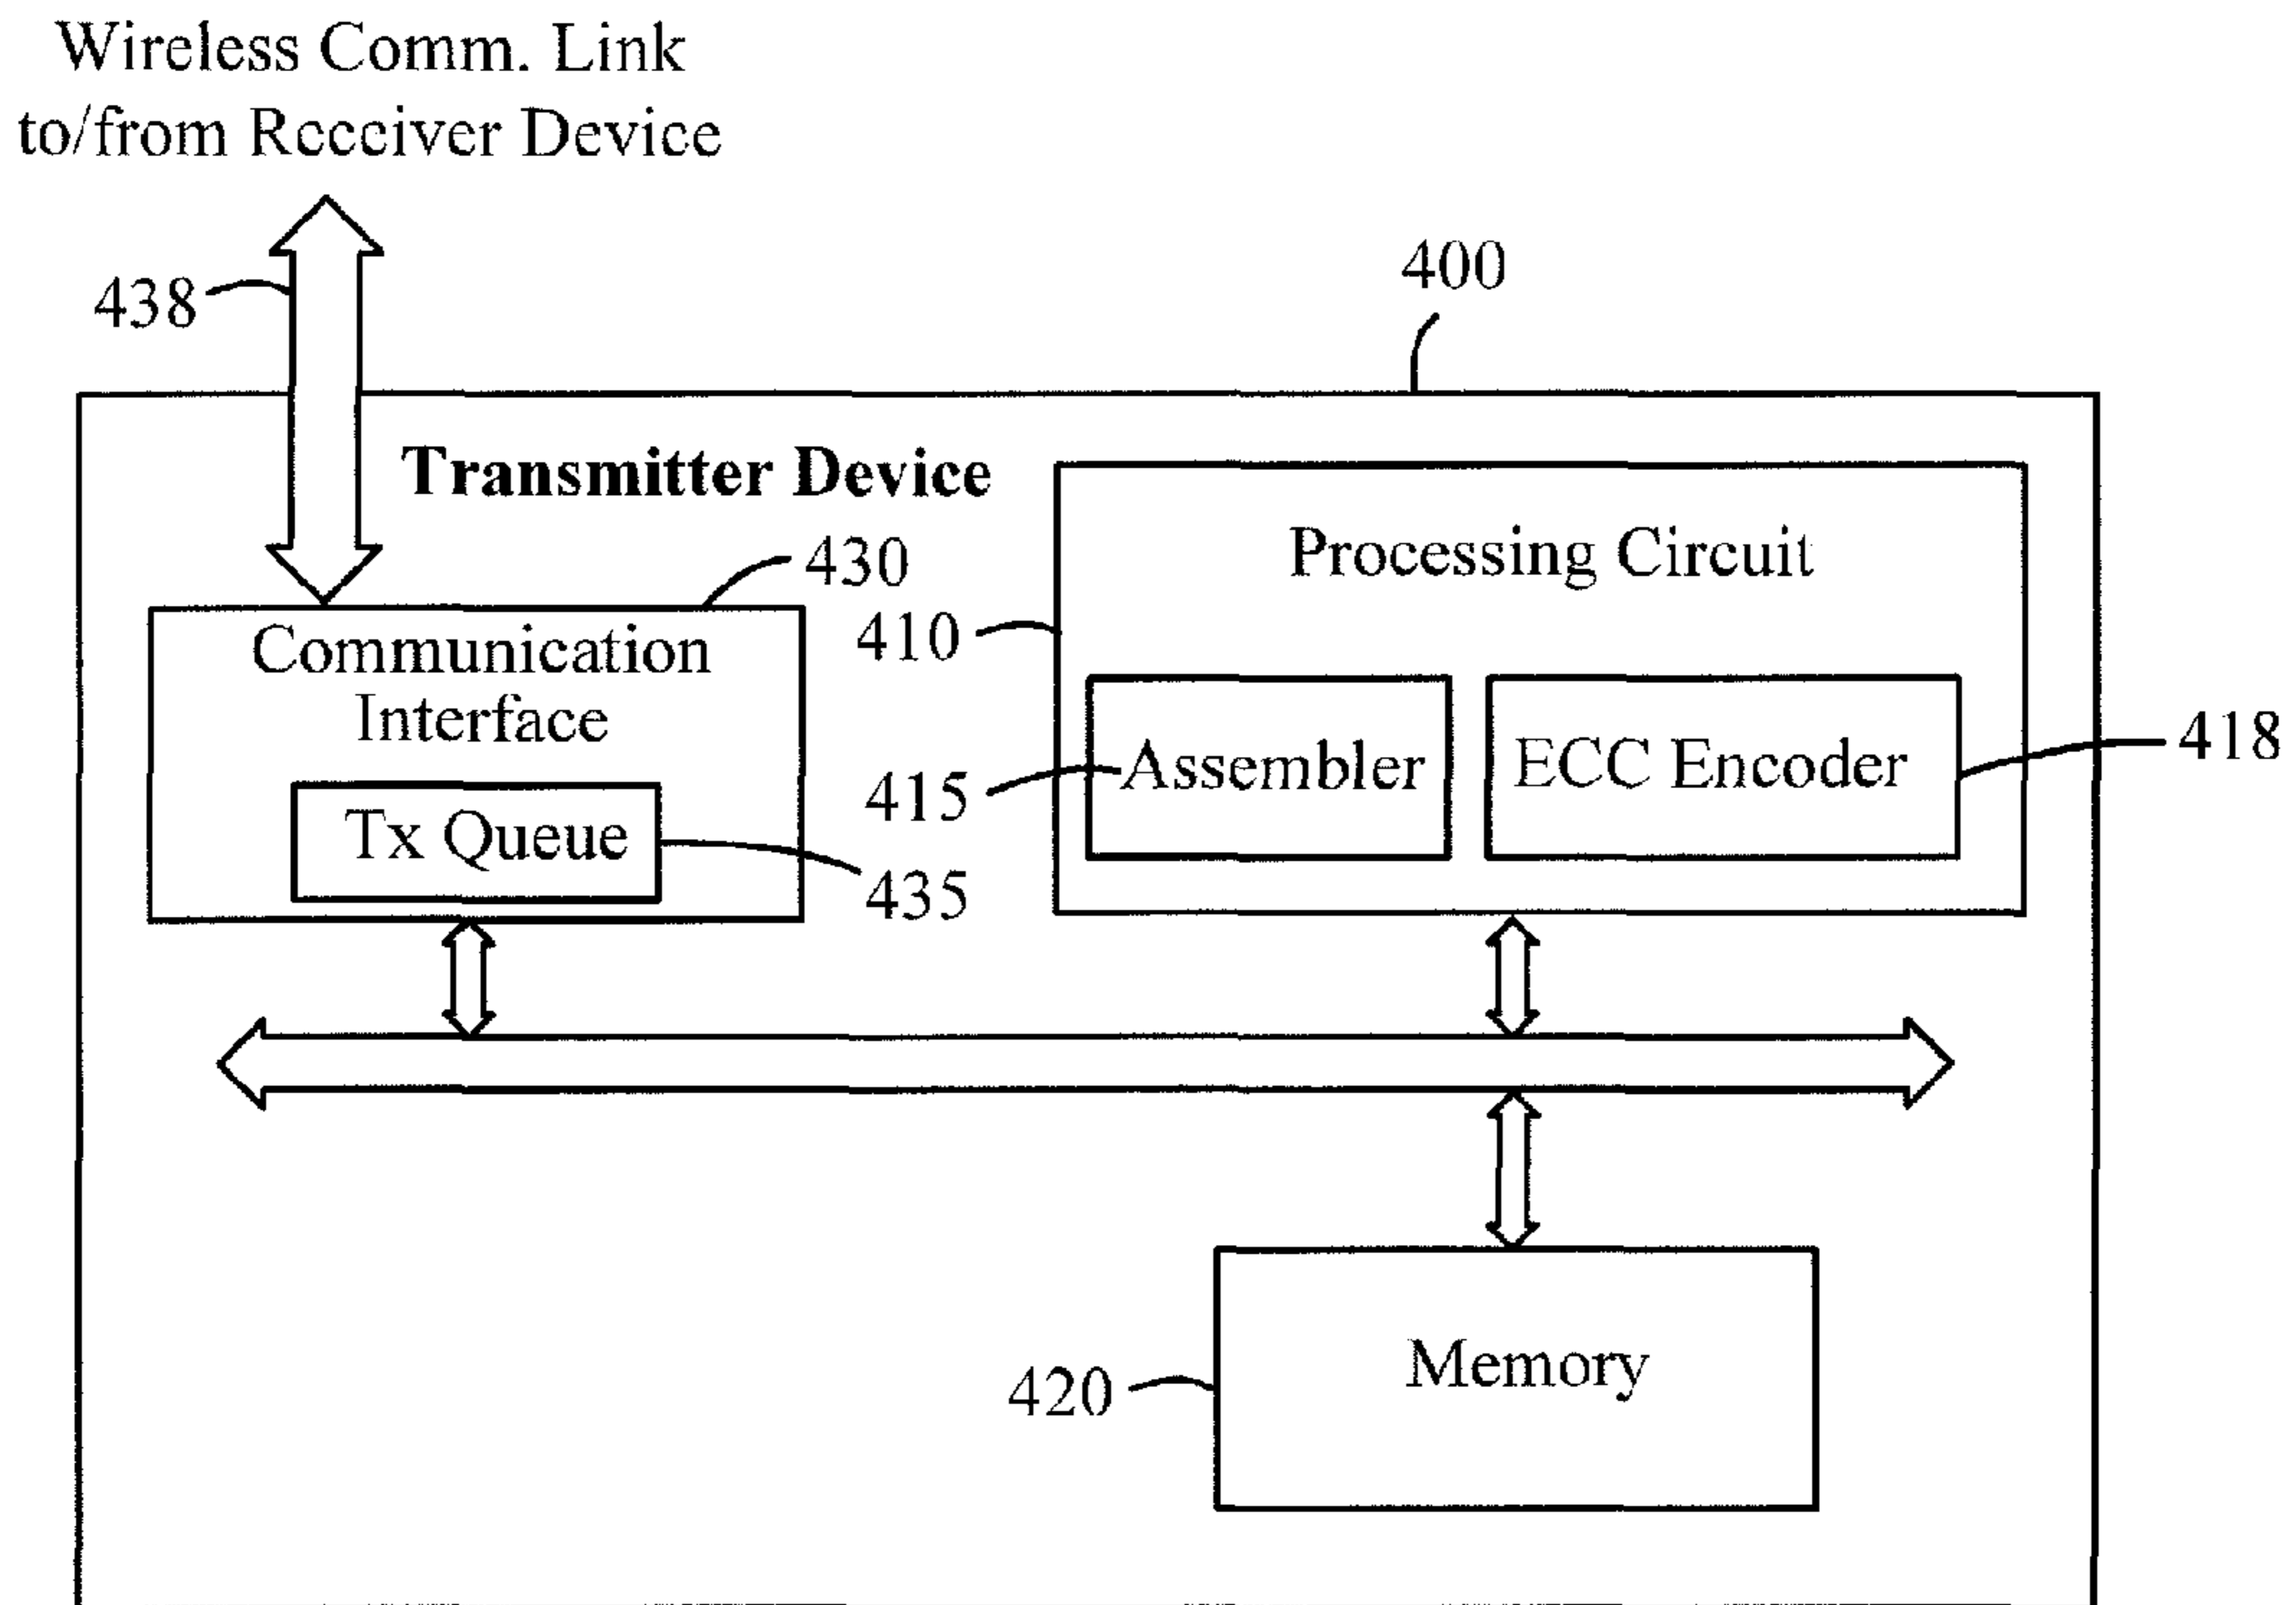 Wireless Comm. Link
to/from Receiver Device
438
400
Transmitter Device
430
Processing Circuit
410
Communication
Interface
415
Assembler
ECC Encoder
418
Tx Queue
435
420
Memory